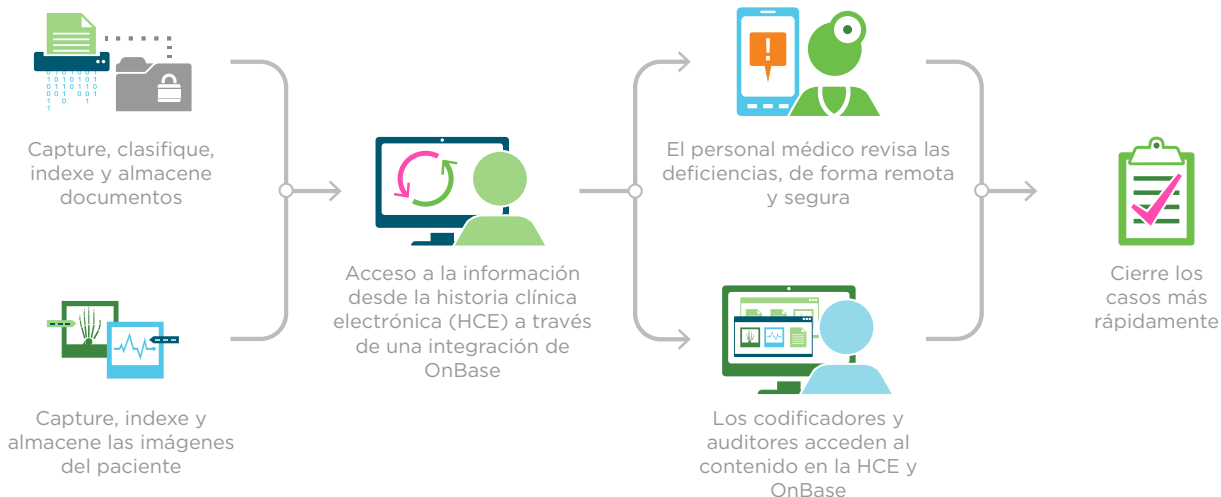 Capture, clasifique,
indexe y almacene
documentos
Capture, indexe y
almacene las imágenes
del paciente
Acceso a la información
desde la historia clínica
electrónica (HCE) a través
de una integración de
OnBase
El personal médico revisa las
deficiencias, de forma remota
y segura
Los codificadores y
auditores acceden al
contenido en la HCE y
OnBase
Cierre los
casos más
rápidamente